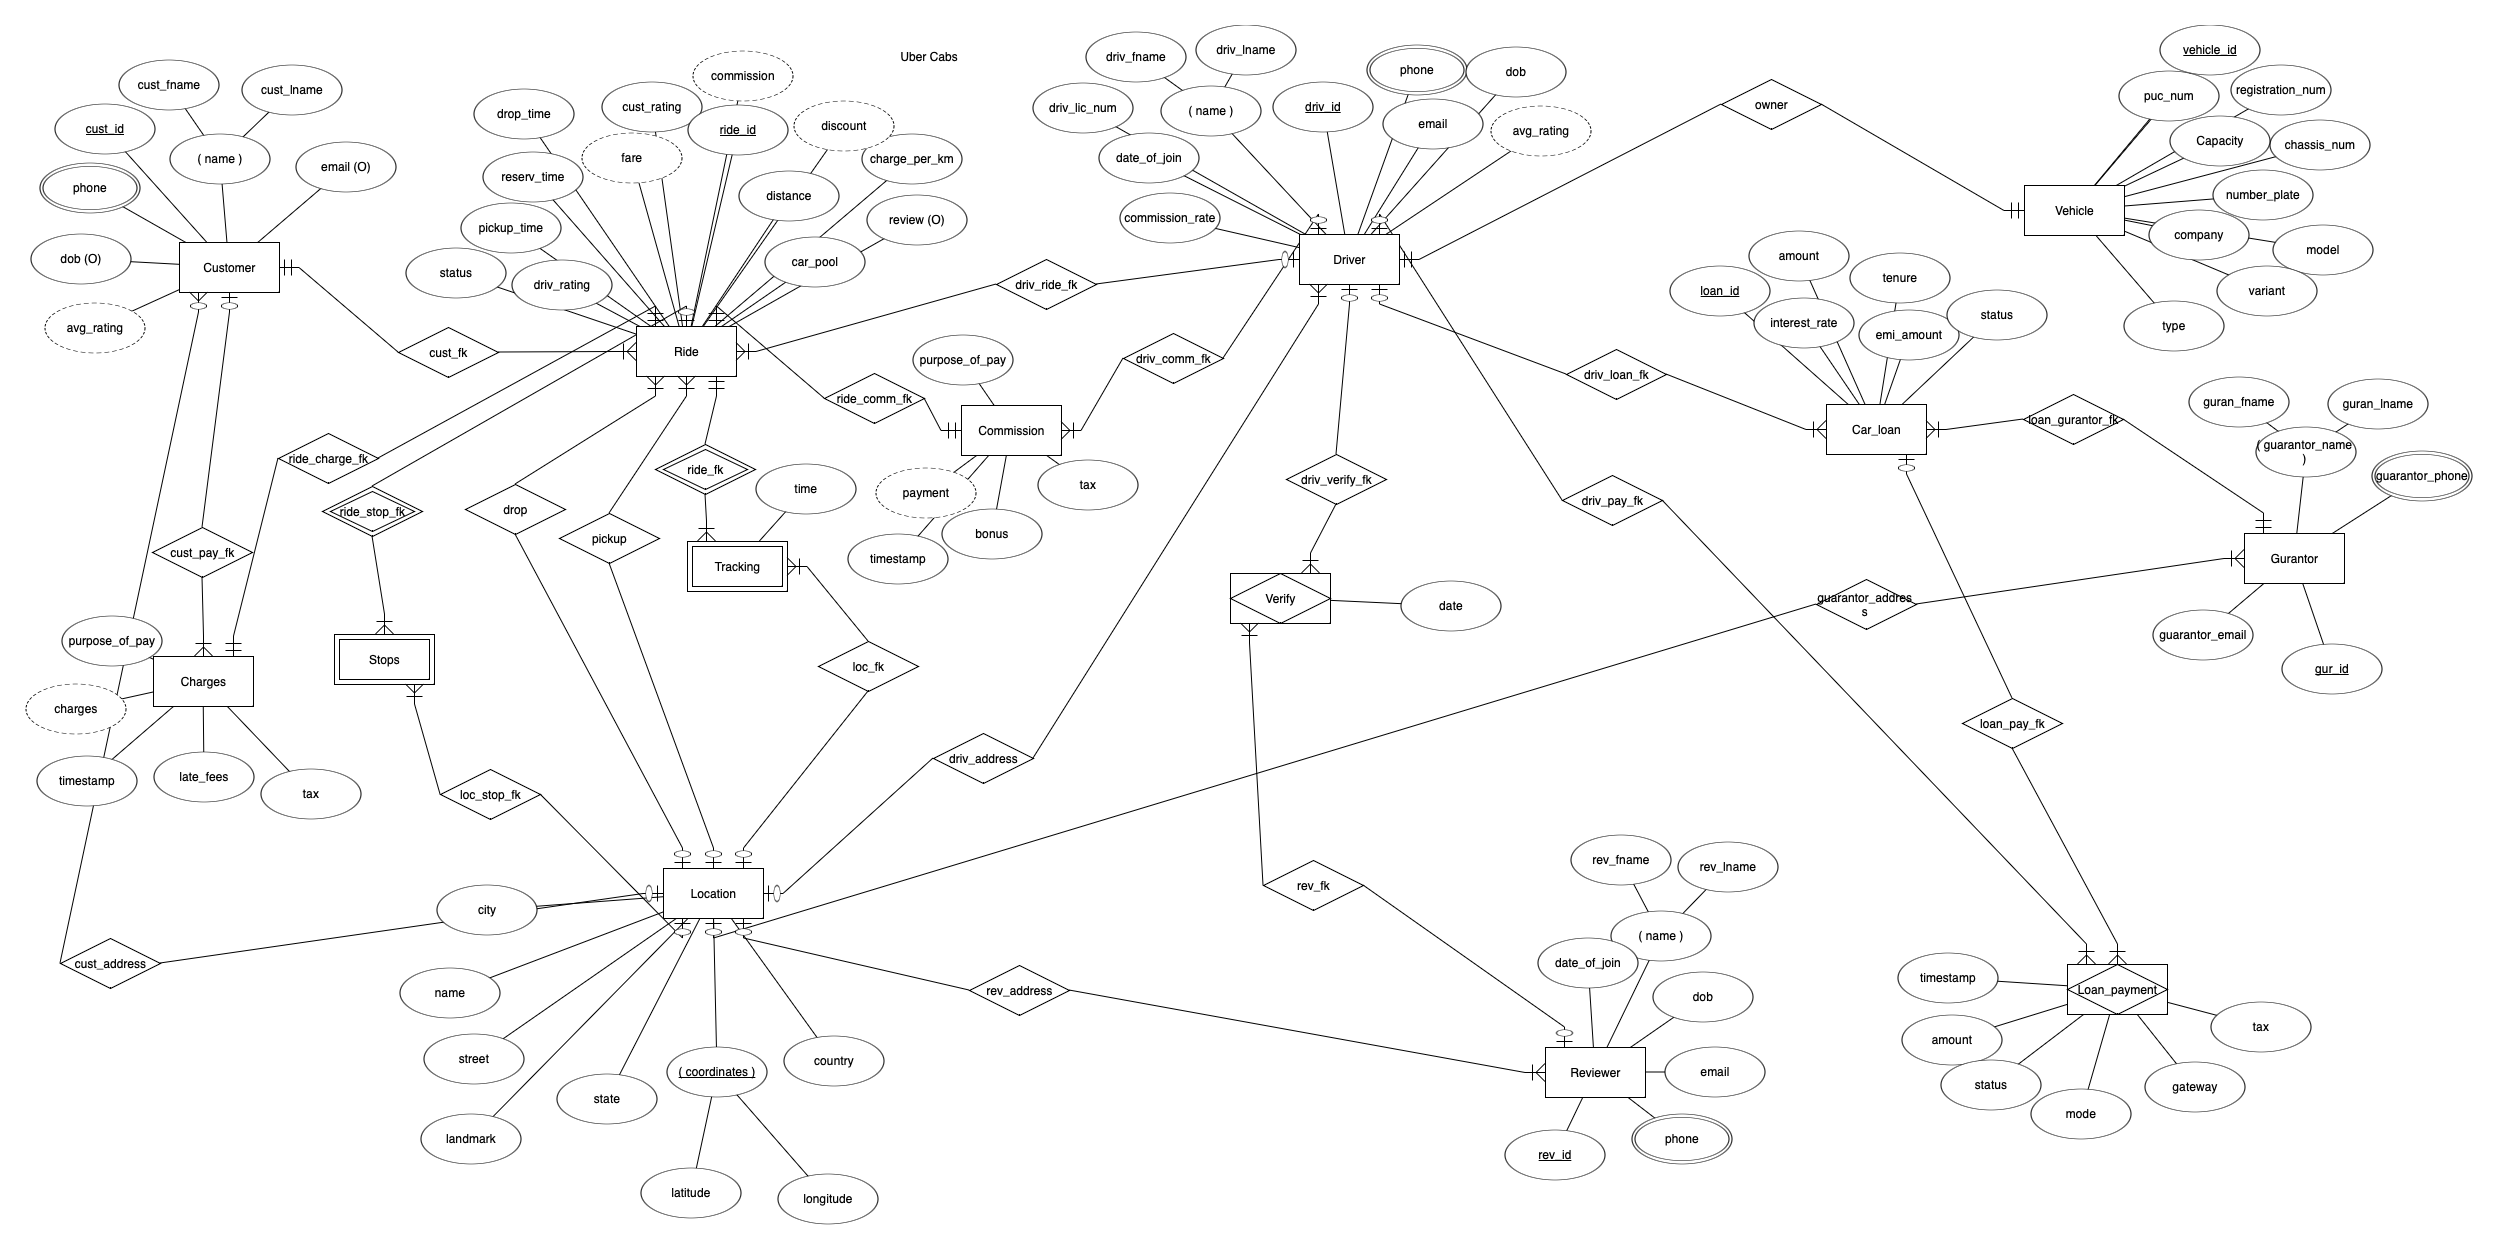 Uber Cabs
cust_fname
cust_lname
cust_id
( name )
email (O)
phone
dob (O)
Customer
avg_rating
commission
drop_time
cust_rating
ride_id
discount
fare
charge_per_km
reserv_time
distance
pickup_time
review (O)
status
driv_rating
car_pool
Ride
driv_fname
driv_lname
phone
dob
driv_lic_num
( name )
driv_id
email
avg_rating
date_of_join
commission_rate
Driver
owner
vehicle_id
puc_num
registration_num
Capacity
chassis_num
number_plate
company
model
variant
type
Vehicle
cust_fk
driv_ride_fk
ride_comm_fk
driv_comm_fk
purpose_of_pay
Commission
payment
tax
bonus
timestamp
amount
loan_id
tenure
interest_rate
emi_amount
status
driv_loan_fk
Car_loan
loan_gurantor_fk
guran_fname
guran_lname
( guarantor_name
)
guarantor_phone
Gurantor
guarantor_email
gur_id
ride_charge_fk
ride_stop_fk
drop
pickup
ride_fk
time
Tracking
driv_verify_fk
driv_pay_fk
cust_pay_fk
Verify
date
guarantor_addres
s
purpose_of_pay
Charges
charges
timestamp
late_fees
tax
Stops
loc_fk
loc_stop_fk
driv_address
loan_pay_fk
Location
city
cust_address
name
street
landmark
state
( coordinates )
country
latitude
longitude
rev_address
rev_fk
rev_fname
rev_lname
( name )
date_of_join
dob
Reviewer
email
phone
rev_id
timestamp
Loan_payment
amount
tax
status
mode
gateway